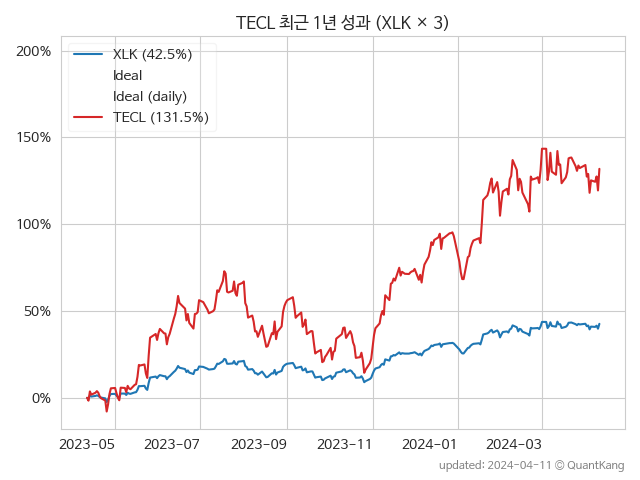 TECL 최근 1년 성과 (XLK × 3)
200%
150%
100%
50%
0%
XLK (42.5%)
Ideal
Ideal (daily)
TECL (131.5%)
2023-05
2023-07
2023-09
2023-11
2024-01
2024-03
updated: 2024-04-11 © QuantKang